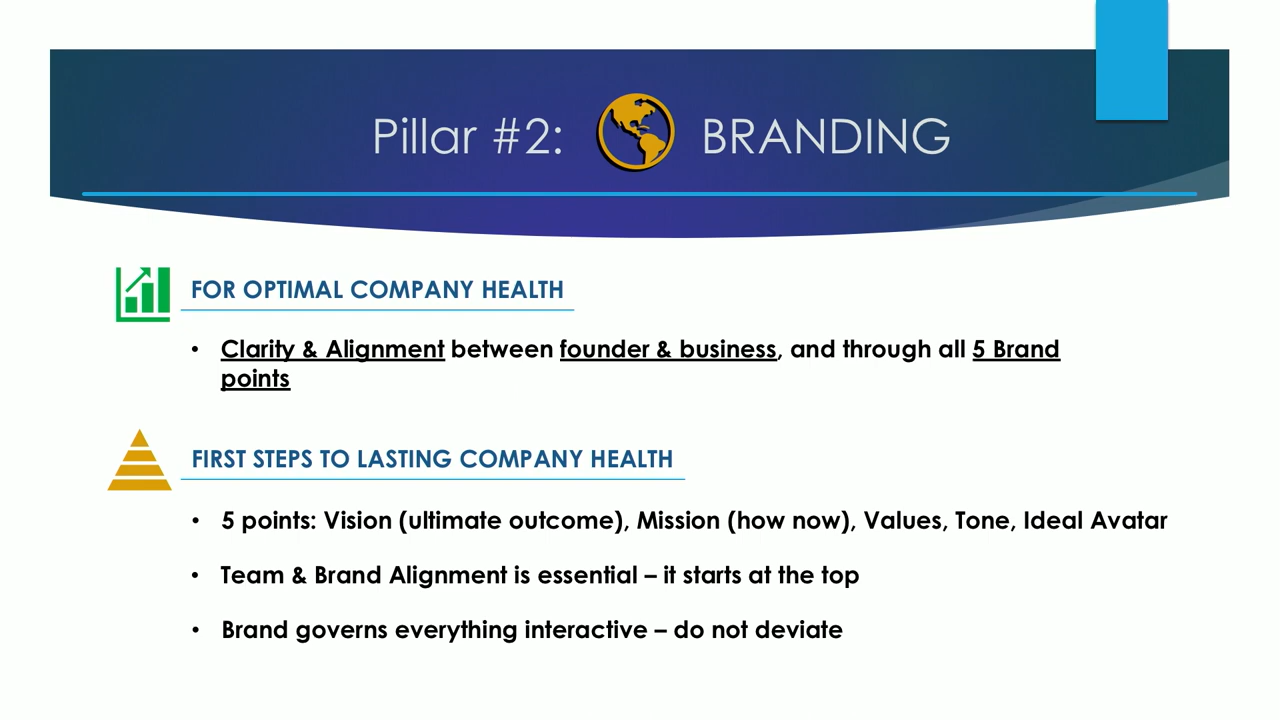 Pillar #2: BRANDING
FOR OPTIMAL COMPANY HEALTH
• Clarity & Alignment between founder & business, and through all 5 Brand
points
FIRST STEPS TO LASTING COMPANY HEALTH
• 5 points: Vision (ultimate outcome), Mission (how now), Values, Tone, Ideal Avatar
• Team & Brand Alignment is essential – it starts at the top
• Brand governs everything interactive – do not deviate